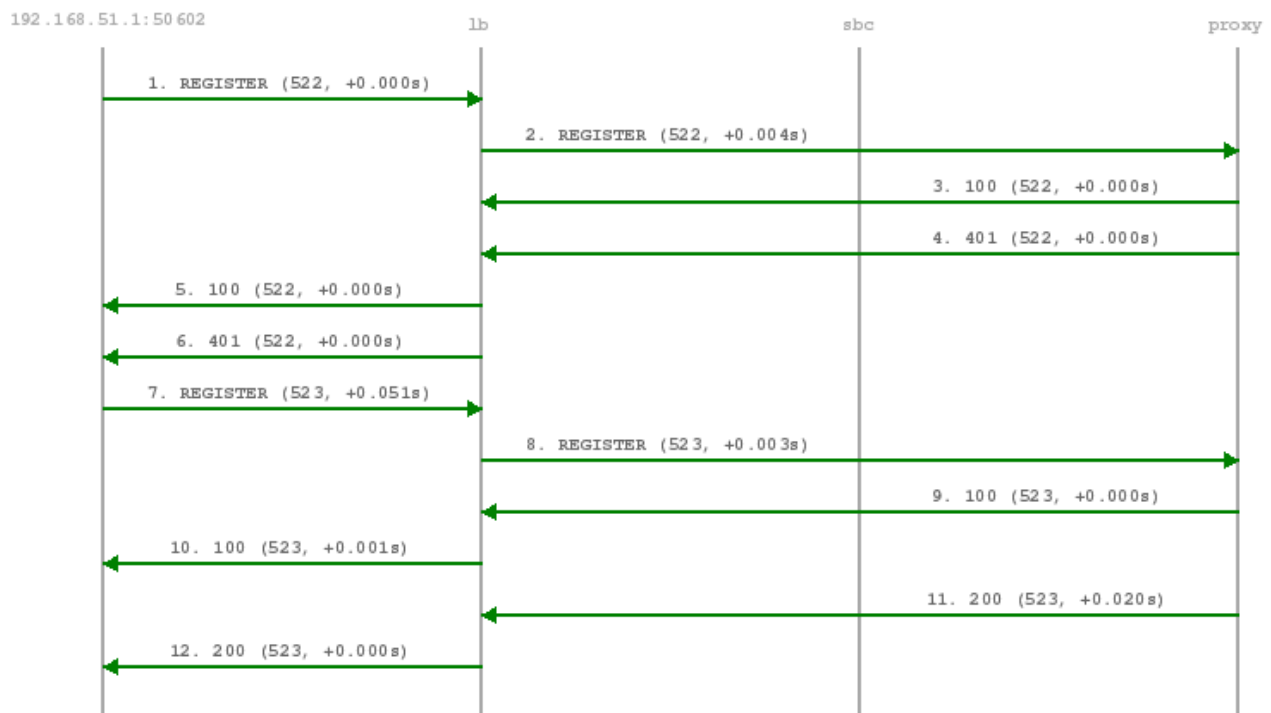 192.168.51.1:50602 lb sbc proxy
1. REGISTER (522, +0.000s)
2. REGISTER (522, +0.004s)
3. 100 (522, +0.000s)
4. 401 (522, +0.000s)
5. 100 (522, +0.000s)
6. 401 (522, +0.000s)
7. REGISTER (523, +0.051s)
8. REGISTER (523, +0.003s)
9. 100 (523, +0.000s)
10. 100 (523, +0.001s)
11. 200 (523, +0.020s)
12. 200 (523, +0.000s)